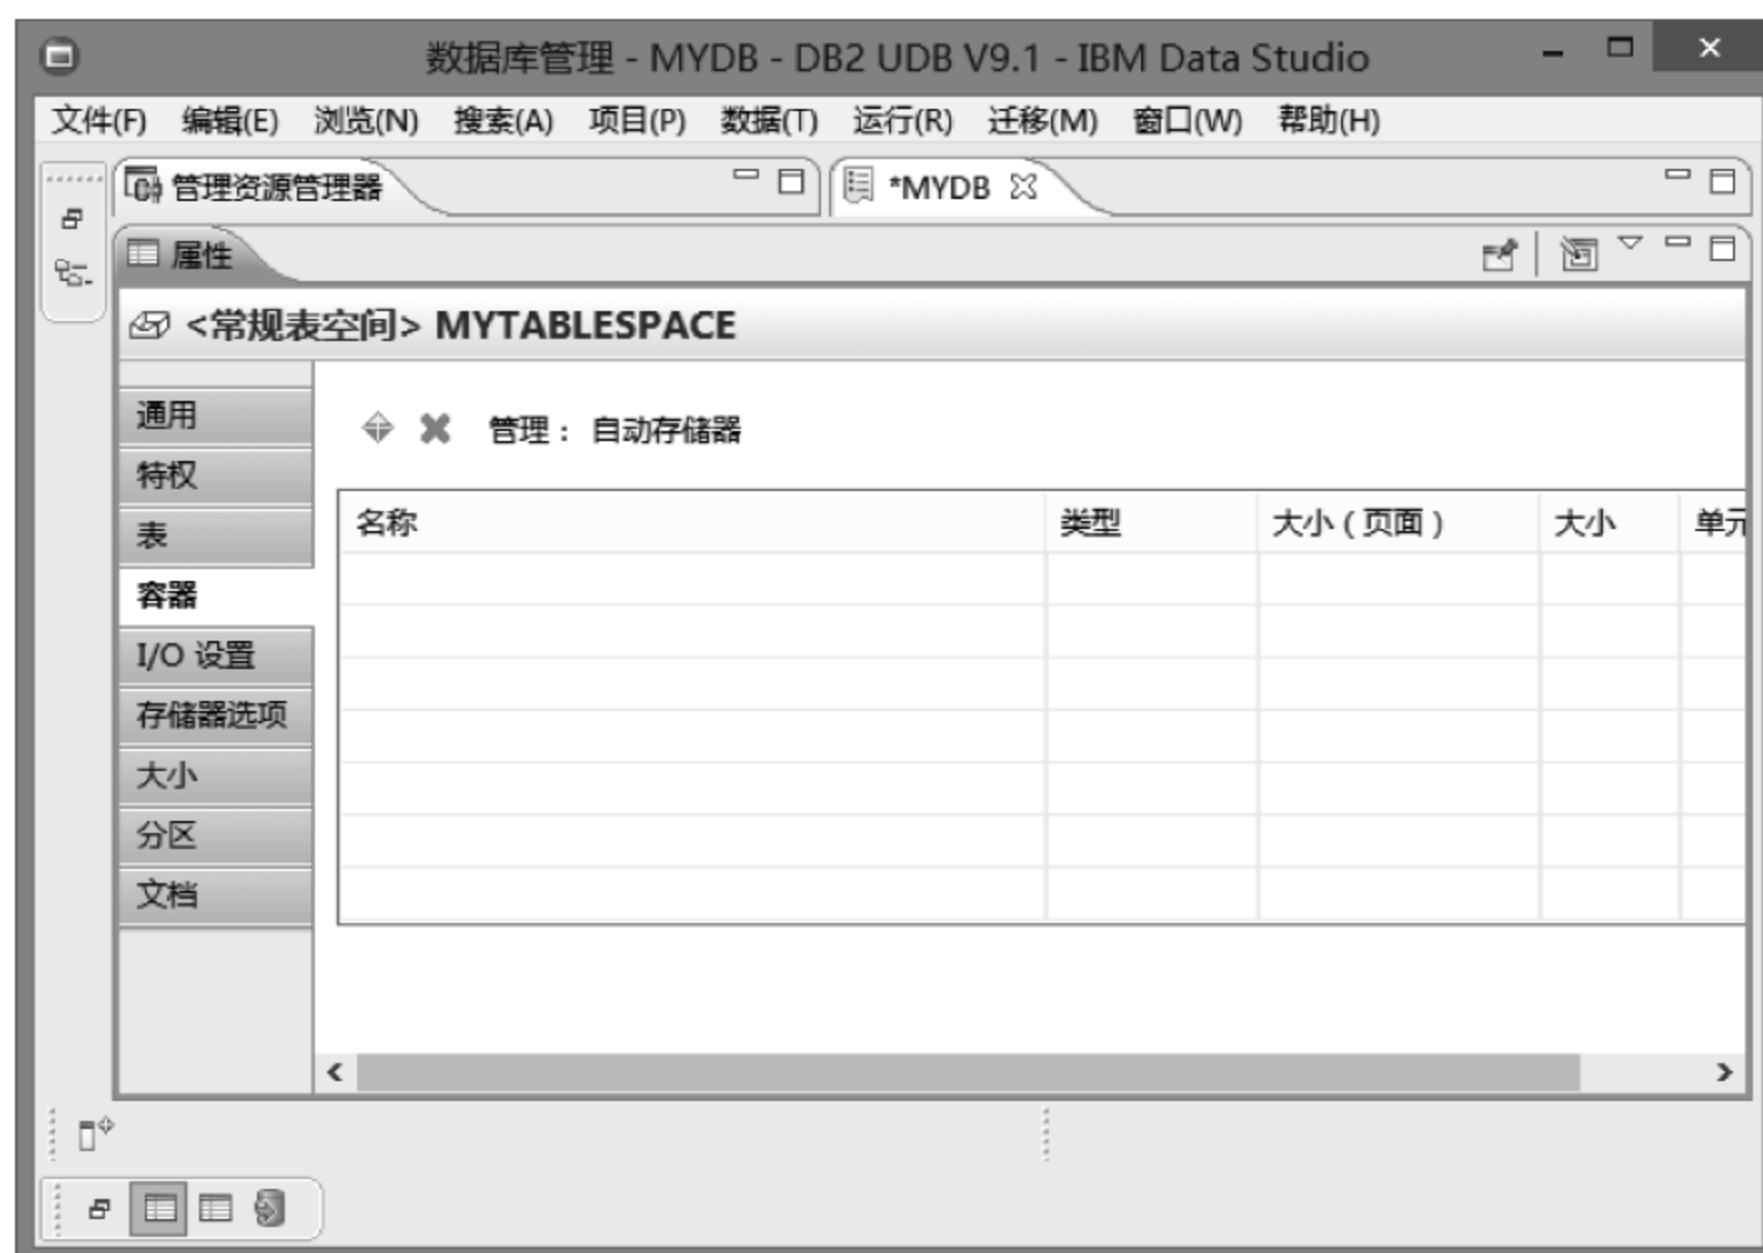 数据库管理 - MYDB - DB2 UDB V9.1 - IBM Data Studio
文件(F) 编辑(E) 浏览(N) 搜索(A) 项目(P) 数据(T) 运行(R) 迁移(M) 窗口(W) 帮助(H)
管理资源管理器 *MYDB
属性
<常规表空间> MYTABLESPACE
通用
特权
表
容器
I/O 设置
存储器选项
大小
分区
文档
管理： 自动存储器
名称 类型 大小（页面） 大小 单元